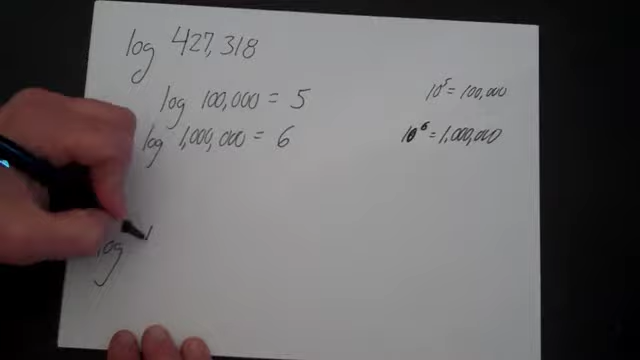 log 427,318
log 100,000 = 5
10⁵ = 100,000
log 1,000,000 = 6
10⁶ = 1,000,000
log